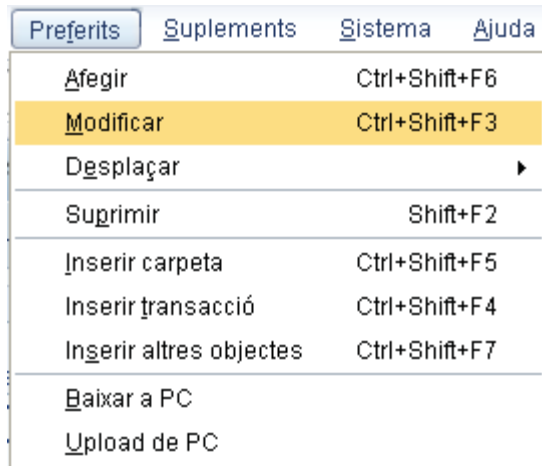 Preferits Suplements Sistema Ajuda
Afegir Ctrl+Shift+F6
Modificar Ctrl+Shift+F3
Desplaçar
Suprimir Shift+F2
Inserir carpeta Ctrl+Shift+F5
Inserir transacció Ctrl+Shift+F4
Inserir altres objectes Ctrl+Shift+F7
Baixar a PC
Upload de PC